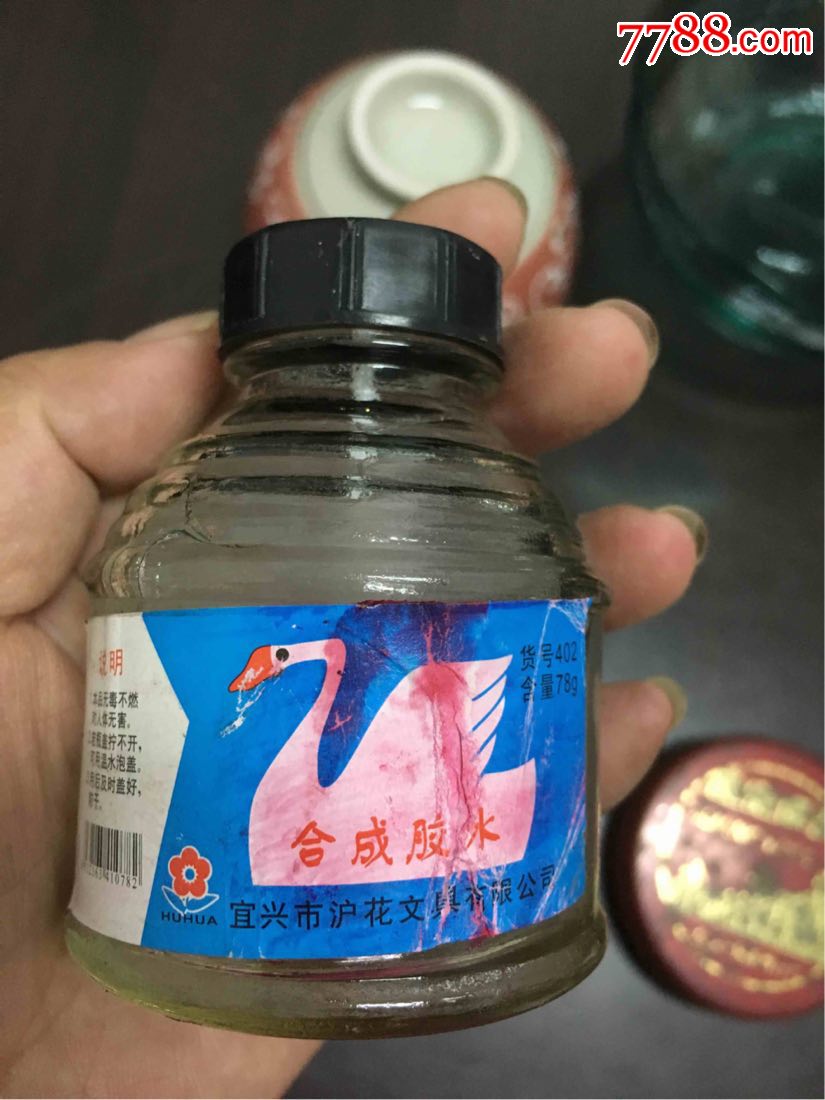 7788.com
货号402
含量78g
说明
本品无毒不燃
对人体无害。
瓶盖拧不开,
可用温水泡盖。
用后及时盖好,
合成胶水
410782
HUHUA
宜兴市沪花文具有限公司